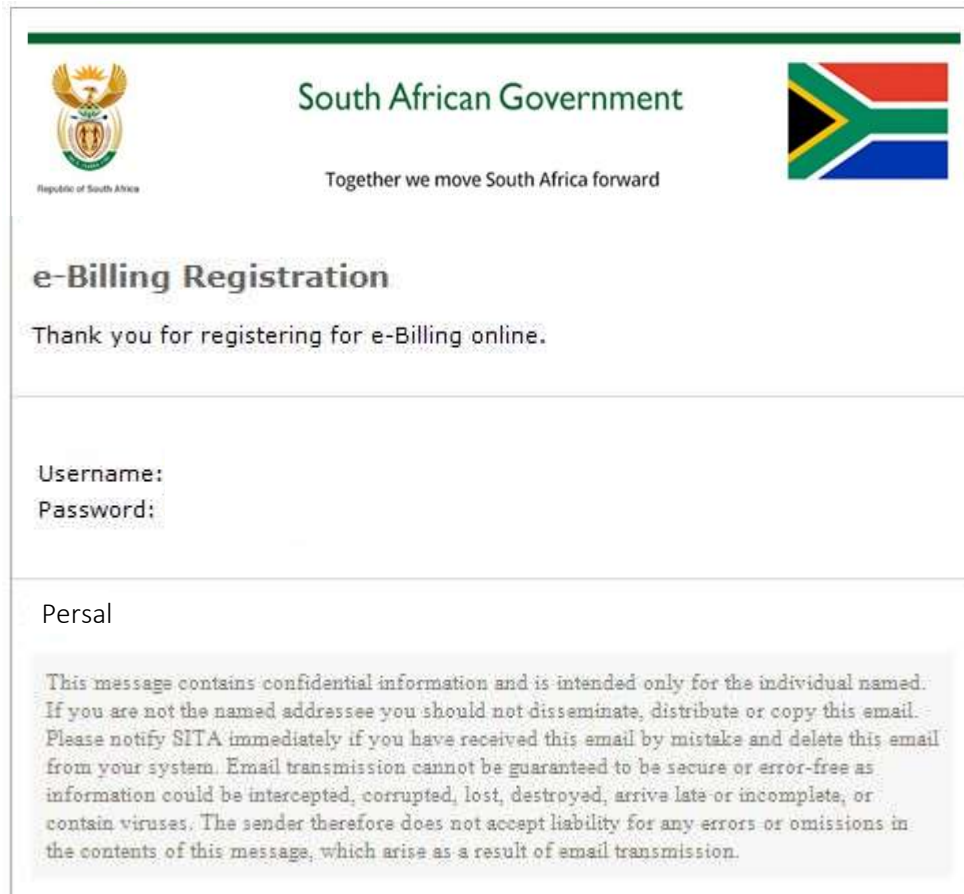 South African Government
Republic of South Africa
Together we move South Africa forward
e-Billing Registration
Thank you for registering for e-Billing online.
Username:
Password:
Persal
This message contains confidential information and is intended only for the individual named.
If you are not the named addressee you should not disseminate, distribute or copy this email.
Please notify SITA immediately if you have received this email by mistake and delete this email
from your system. Email transmission cannot be guaranteed to be secure or error-free as
information could be intercepted, corrupted, lost, destroyed, arrive late or incomplete, or
contain viruses. The sender therefore does not accept liability for any errors or omissions in
the contents of this message, which arise as a result of email transmission.